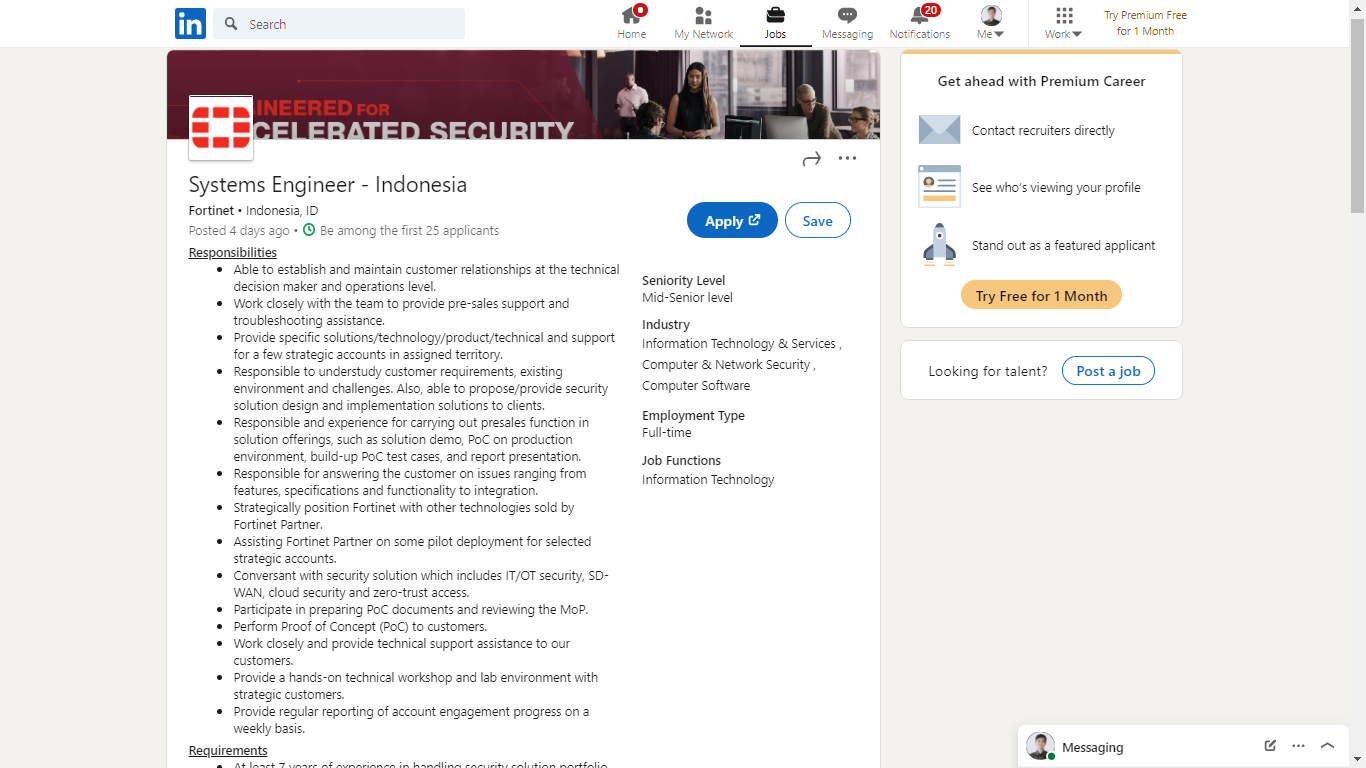 in
Search
Home
My Network
Jobs
Messaging
20
Notifications
Me
Work
Try Premium Free
for 1 Month
INEERED FOR
CELERATED SECURITY
Systems Engineer - Indonesia
Fortinet • Indonesia, ID
Posted 4 days ago • Be among the first 25 applicants
Apply
Save
Responsibilities
• Able to establish and maintain customer relationships at the technical
decision maker and operations level.
• Work closely with the team to provide pre-sales support and
troubleshooting assistance.
• Provide specific solutions/technology/product/technical and support
for a few strategic accounts in assigned territory.
• Responsible to understudy customer requirements, existing
environment and challenges. Also, able to propose/provide security
solution design and implementation solutions to clients.
• Responsible and experience for carrying out presales function in
solution offerings, such as solution demo, PoC on production
environment, build-up PoC test cases, and report presentation.
• Responsible for answering the customer on issues ranging from
features, specifications and functionality to integration.
• Strategically position Fortinet with other technologies sold by
Fortinet Partner.
• Assisting Fortinet Partner on some pilot deployment for selected
strategic accounts.
• Conversant with security solution which includes IT/OT security, SD-
WAN, cloud security and zero-trust access.
• Participate in preparing PoC documents and reviewing the MoP.
• Perform Proof of Concept (PoC) to customers.
• Work closely and provide technical support assistance to our
customers.
• Provide a hands-on technical workshop and lab environment with
strategic customers.
• Provide regular reporting of account engagement progress on a
weekly basis.
Requirements
• At least 7 years of experience in handling security solution portfolio
Seniority Level
Mid-Senior level
Industry
Information Technology & Services ,
Computer & Network Security ,
Computer Software
Employment Type
Full-time
Job Functions
Information Technology
Get ahead with Premium Career
Contact recruiters directly
See who's viewing your profile
Stand out as a featured applicant
Try Free for 1 Month
Looking for talent?
Post a job
Messaging